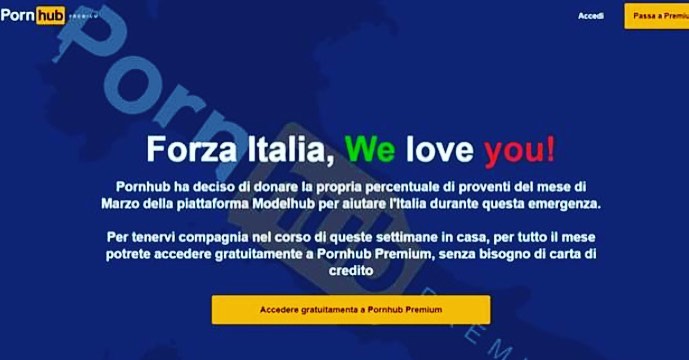 Pornhub PREMIUM
Accedi
Passa a
Pornhub PREM
Forza Italia, We love you!
Pornhub ha deciso di donare la propria percentuale di proventi del mese di
Marzo della piattaforma Modelhub per aiutare l'Italia durante questa emergenza.
Per tenervi compagnia nel corso di queste settimane in casa, per tutto il mese
potrete accedere gratuitamente a Pornhub Premium, senza bisogno di carta di
credito
Accedere gratuitamente a Pornhub Premium